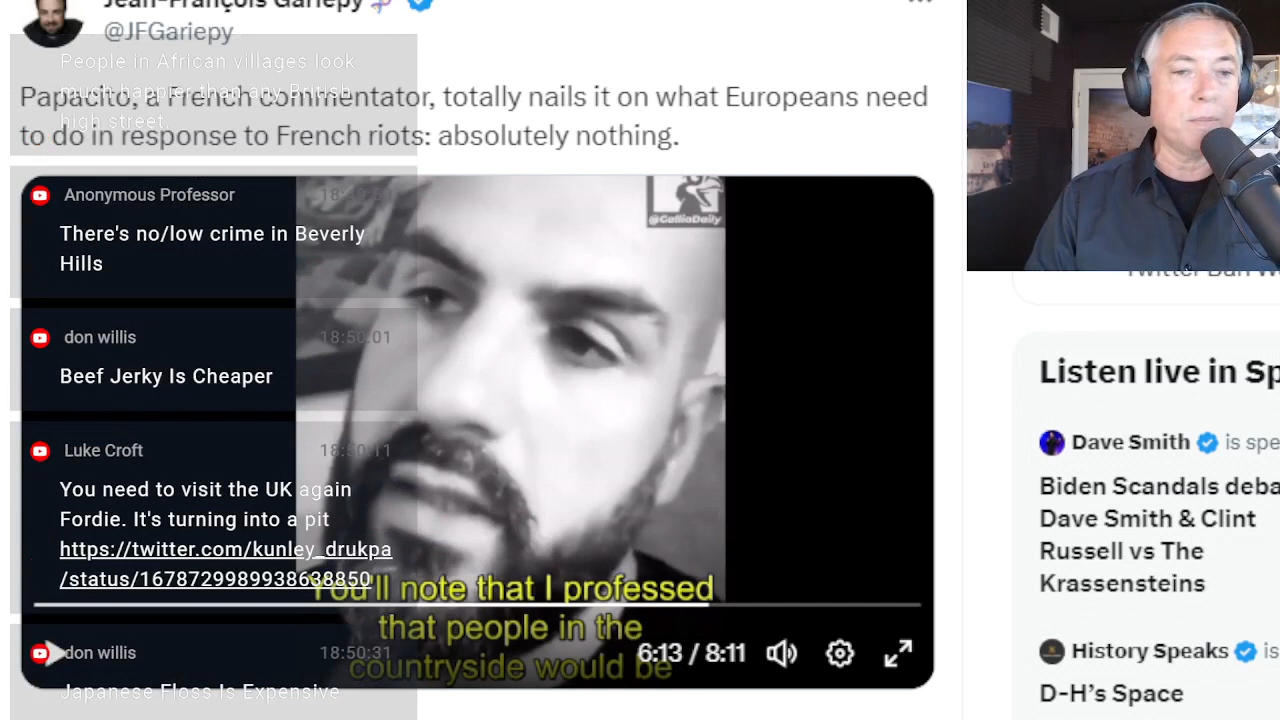 Jean-François Gariepy
@JFGariepy
People in African villages look
much happier than any British
high street.
Papacito, a French commentator, totally nails it on what Europeans need
to do in response to French riots: absolutely nothing.
@GalliaDaily
Anonymous Professor
There's no/low crime in Beverly
Hills
don willis 18:50:01
Beef Jerky Is Cheaper
Luke Croft 18:50:11
You need to visit the UK again
Fordie. It's turning into a pit
https://twitter.com/kunley_drukpa
/status/1678729989938638850
You'll note that I professed
that people in the
countryside would be
6:13 / 8:11
don willis 18:50:31
Japanese Floss Is Expensive
Listen live in Sp
Dave Smith is spe
Biden Scandals deba
Dave Smith & Clint
Russell vs The
Krassensteins
History Speaks is
D-H's Space